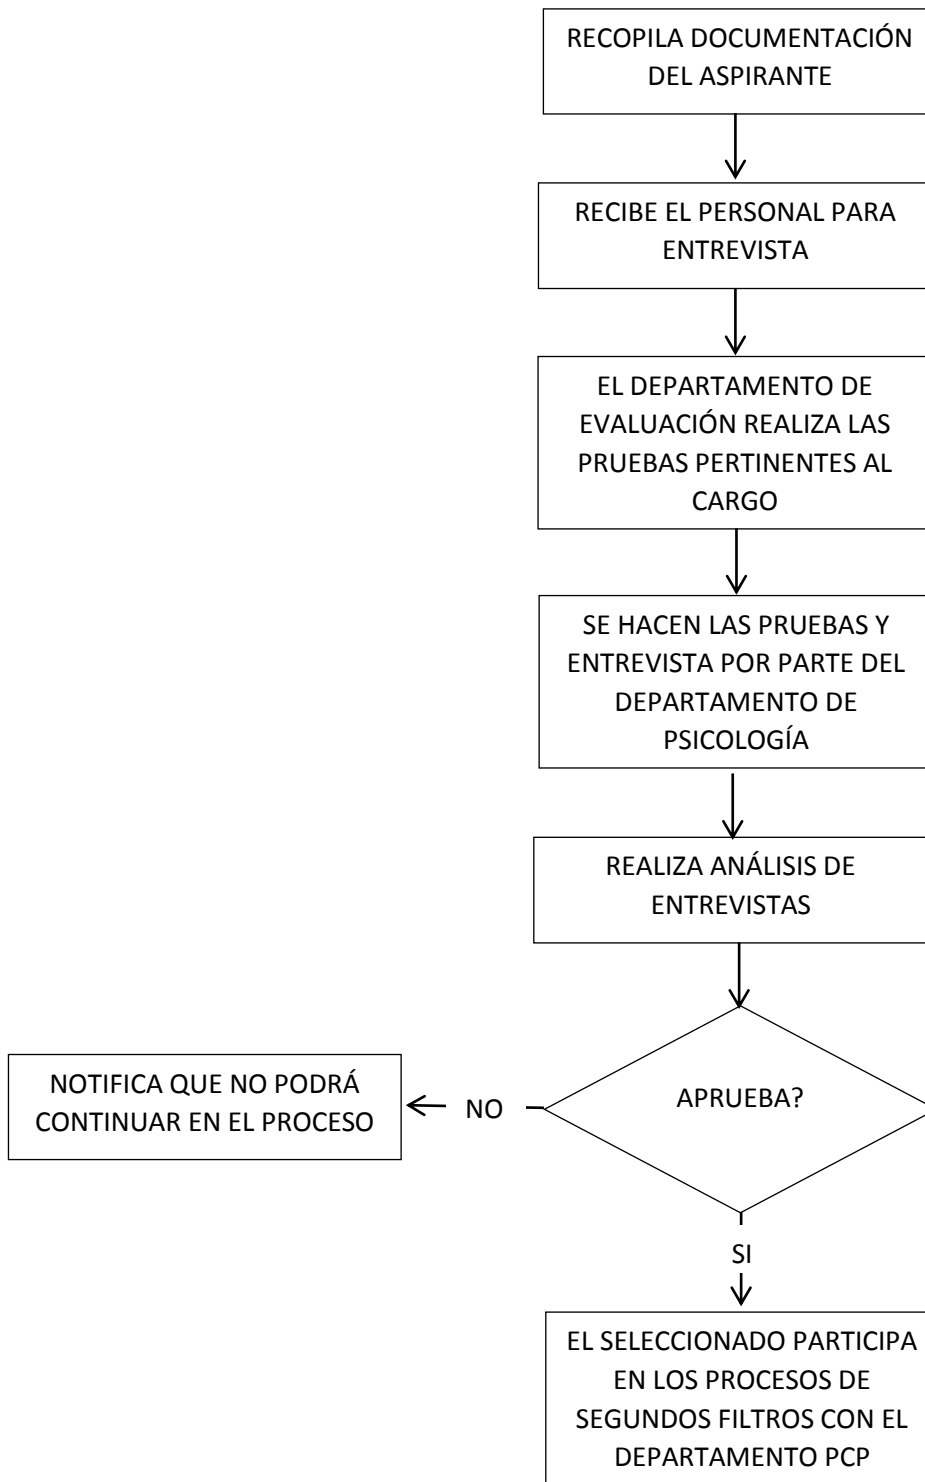 RECOPILA DOCUMENTACIÓN
DEL ASPIRANTE
RECIBE EL PERSONAL PARA
ENTREVISTA
EL DEPARTAMENTO DE
EVALUACIÓN REALIZA LAS
PRUEBAS PERTINENTES AL
CARGO
SE HACEN LAS PRUEBAS Y
ENTREVISTA POR PARTE DEL
DEPARTAMENTO DE
PSICOLOGÍA
REALIZA ANÁLISIS DE
ENTREVISTAS
APRUEBA?
NO
NOTIFICA QUE NO PODRÁ
CONTINUAR EN EL PROCESO
SI
EL SELECCIONADO PARTICIPA
EN LOS PROCESOS DE
SEGUNDOS FILTROS CON EL
DEPARTAMENTO PCP